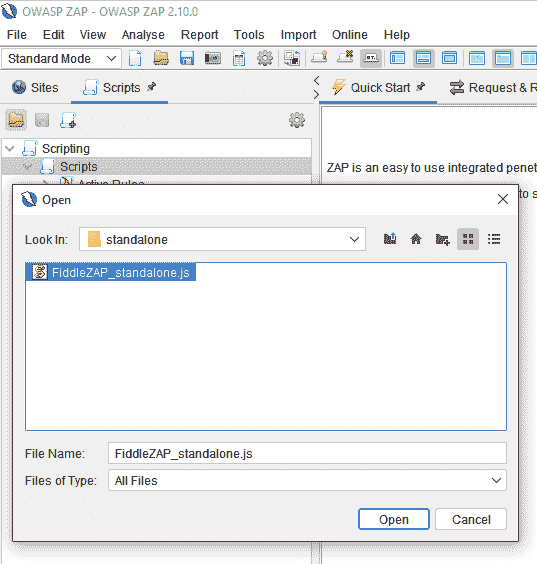 OWASP ZAP - OWASP ZAP 2.10.0
File Edit View Analyse Report Tools Import Online Help
Standard Mode
Sites Scripts Quick Start Request & R
Scripting
Scripts
ZAP is an easy to use integrated penet
to s
Open
Look In: standalone
FiddleZAP_standalone.js
File Name: FiddleZAP_standalone.js
Files of Type: All Files
Open Cancel